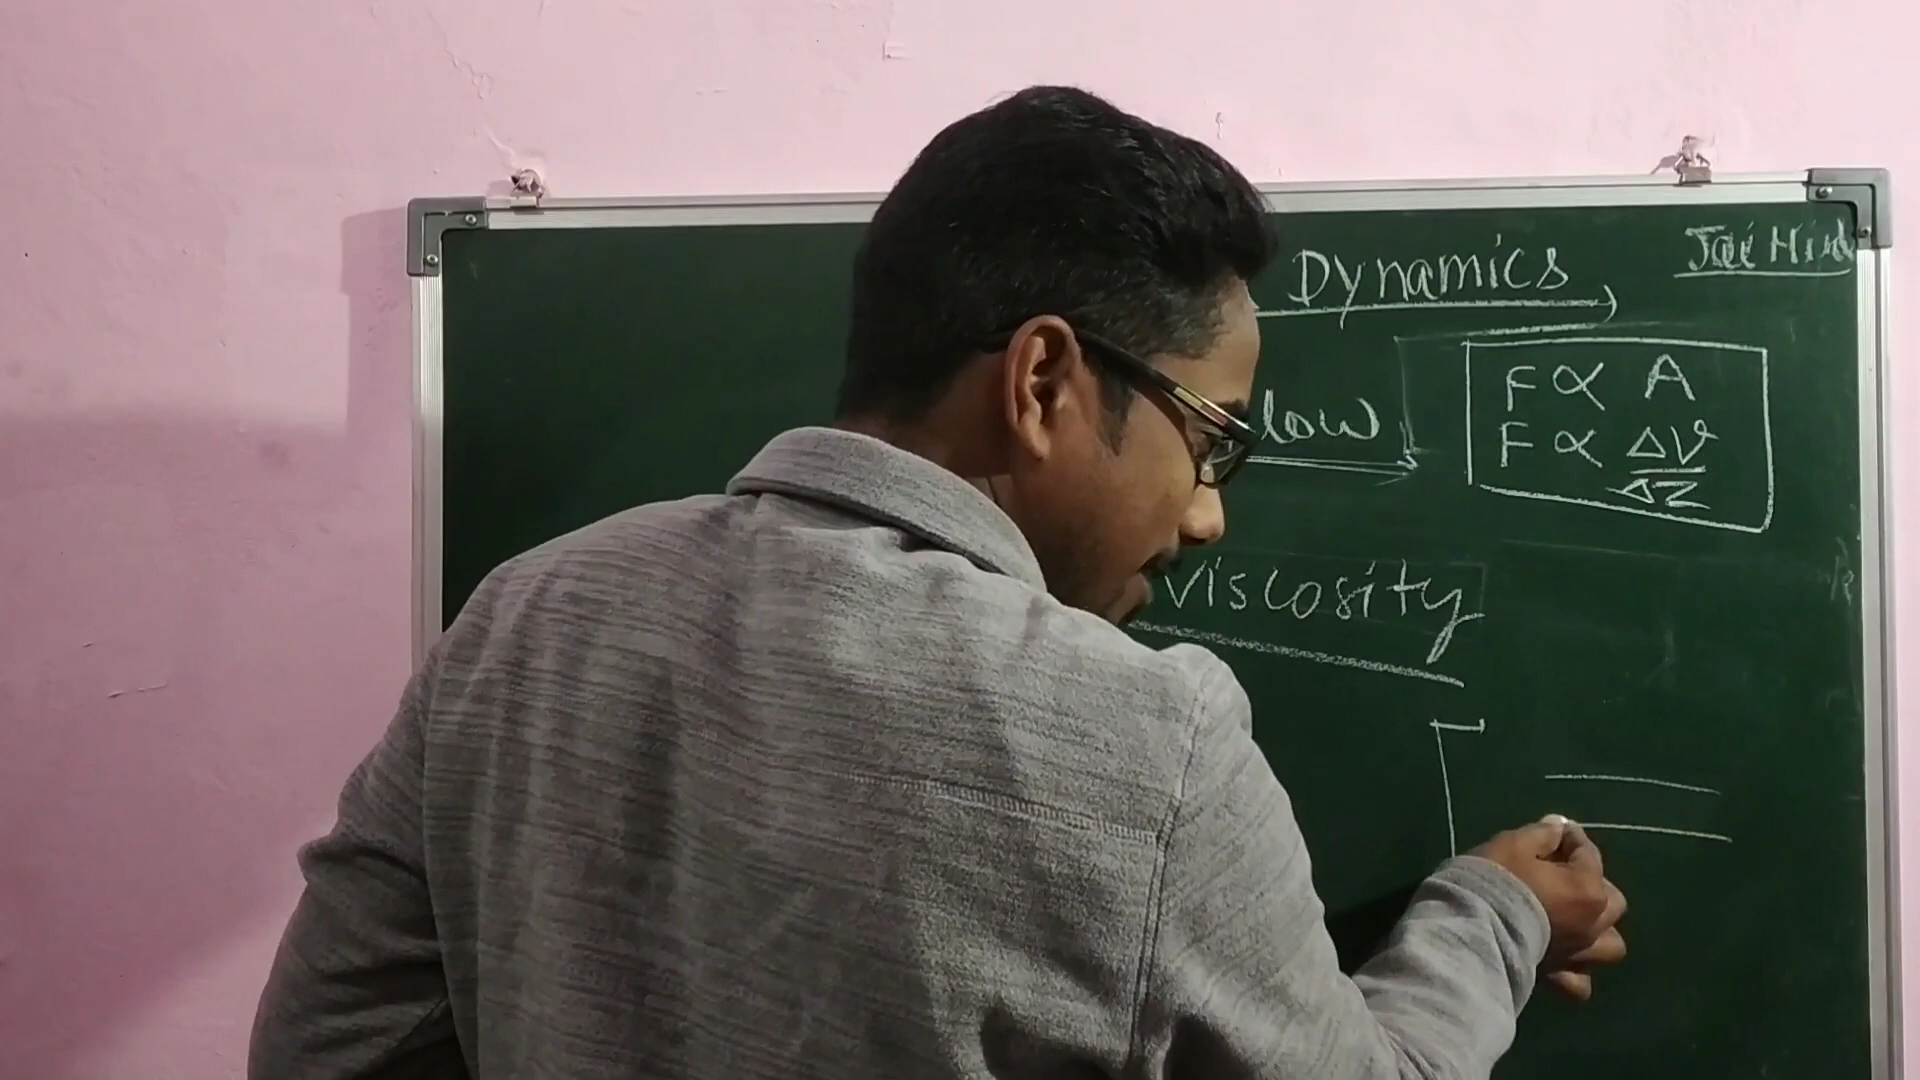 Dynamics
Jai Hind
F ∝ A
F ∝ ΔV
ΔZ
low
viscosity